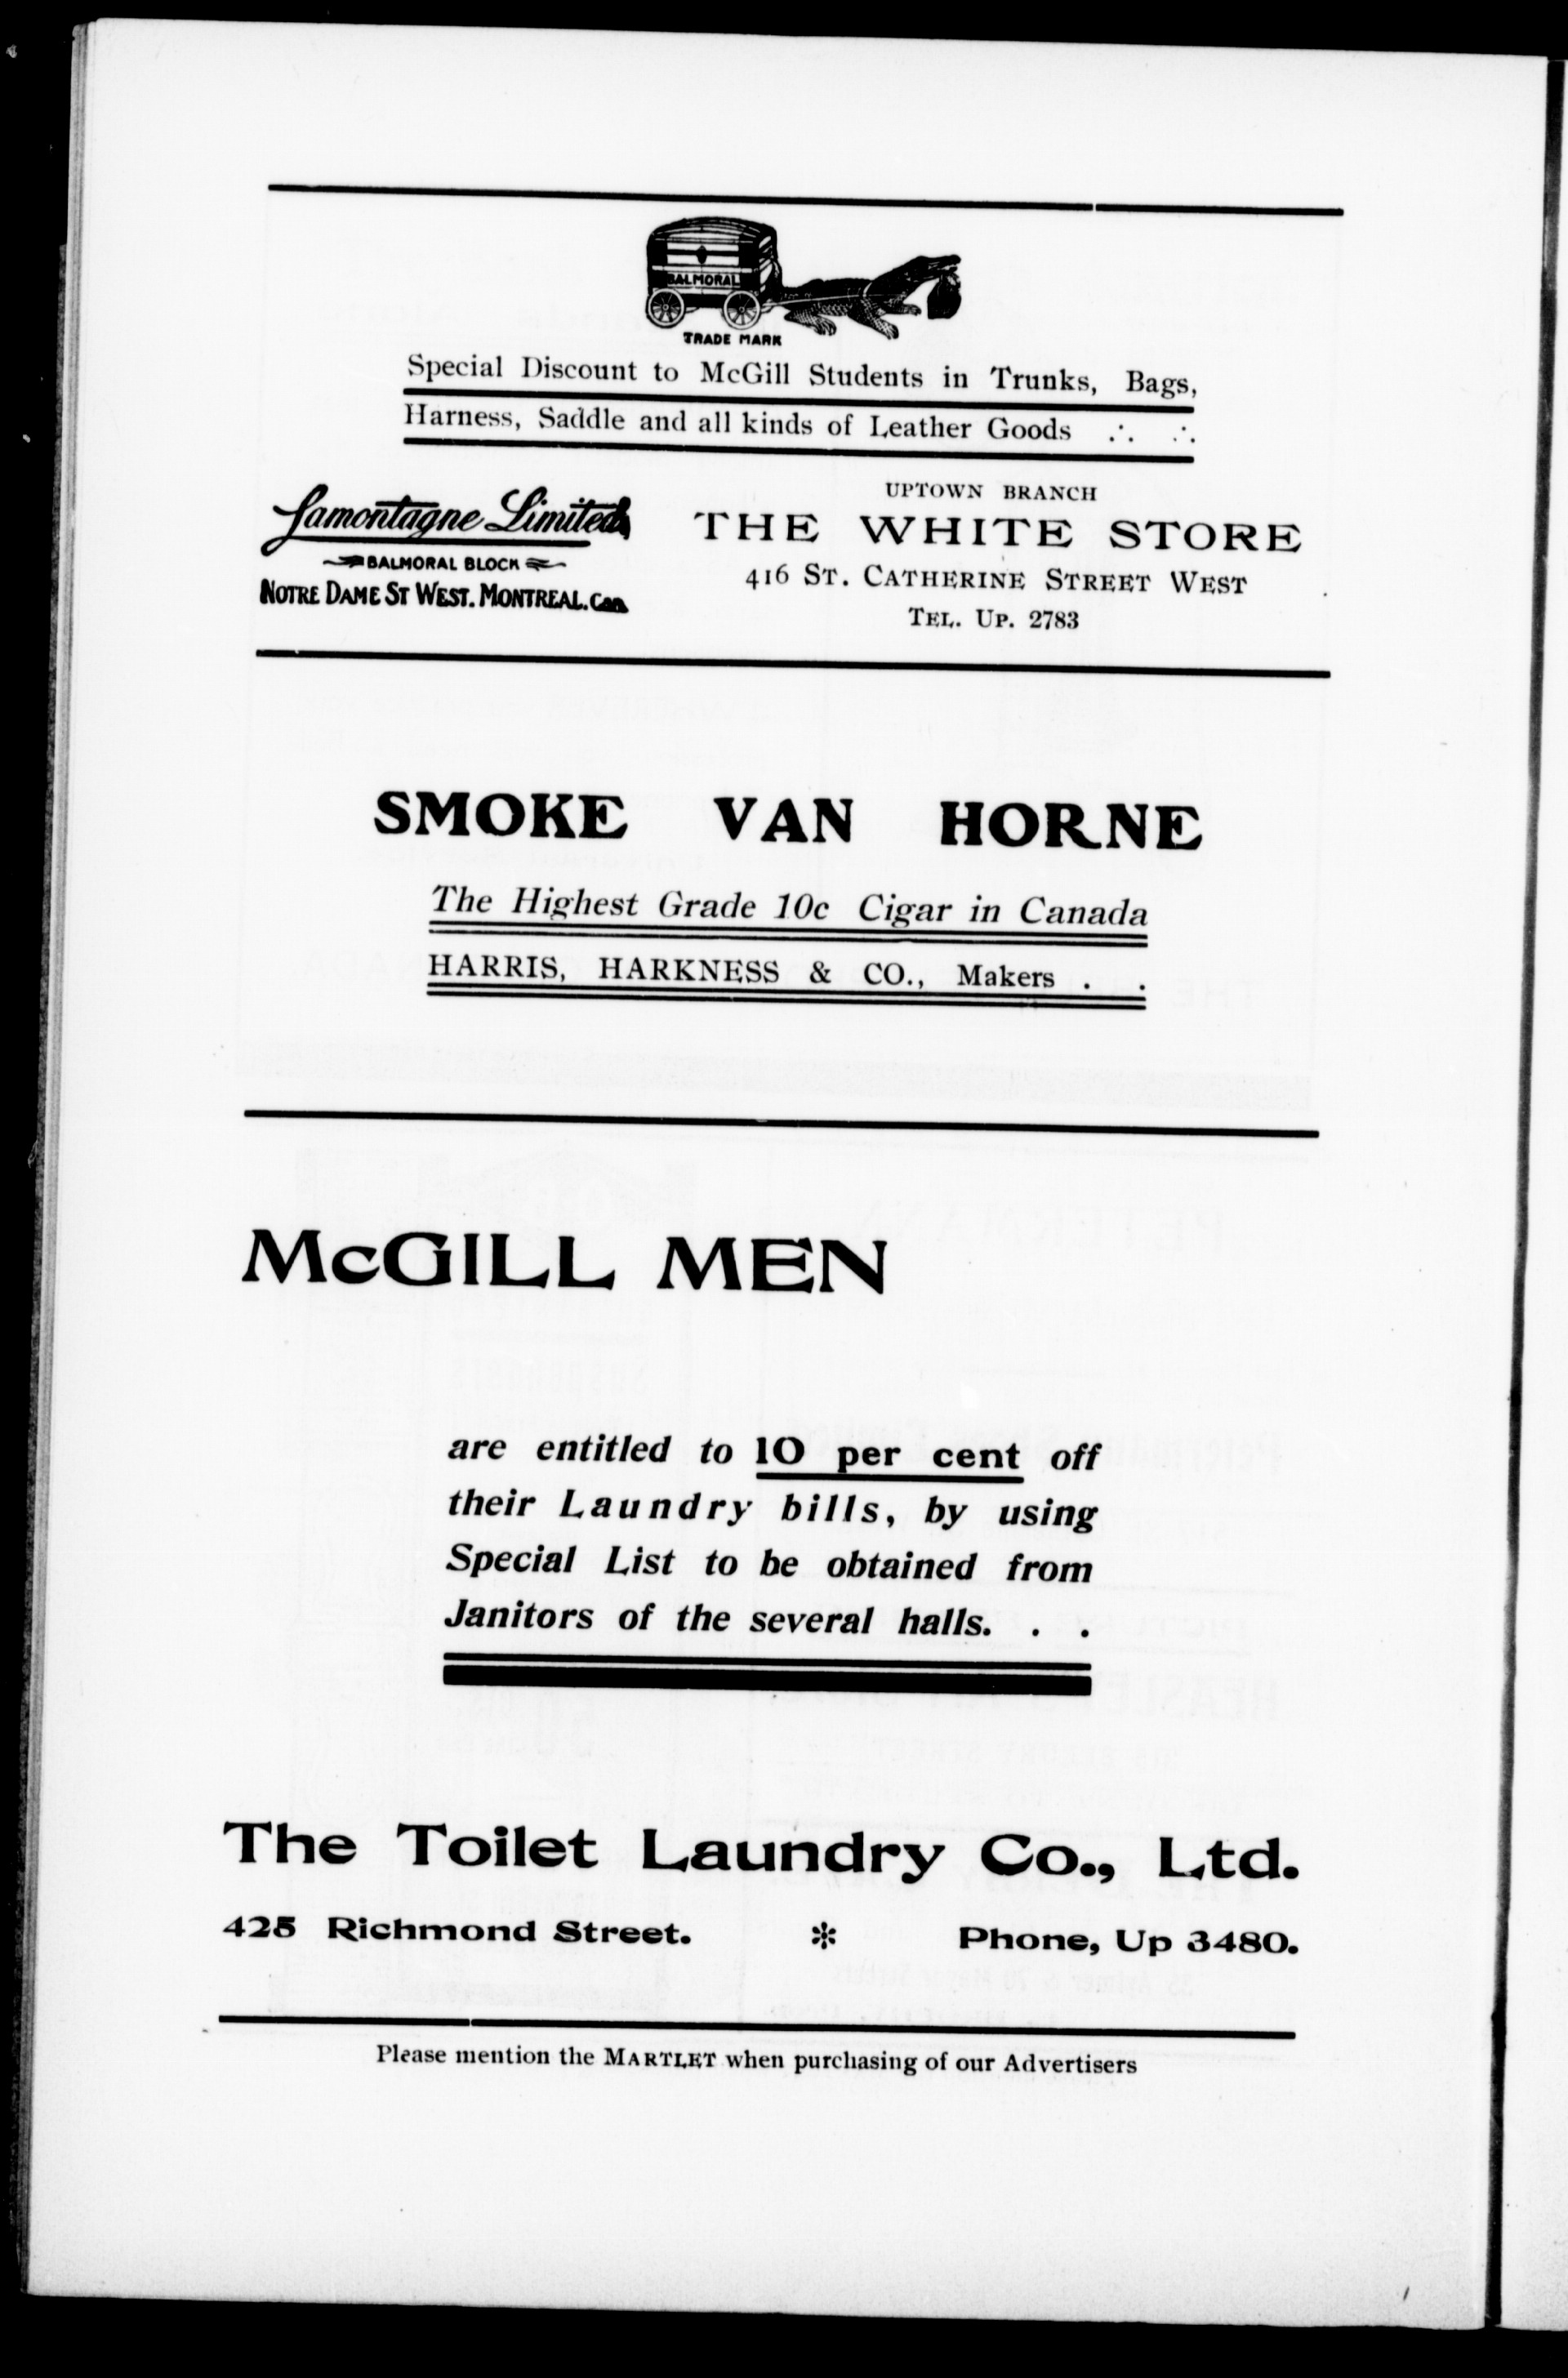 BALMORAL
TRADE MARK
Special Discount to McGill Students in Trunks, Bags,
Harness, Saddle and all kinds of Leather Goods ∴ ∴
Lamontagne Limited
BALMORAL BLOCK
NOTRE DAME ST WEST. MONTREAL. Can
UPTOWN BRANCH
THE WHITE STORE
416 ST. CATHERINE STREET WEST
TEL. UP. 2783
SMOKE VAN HORNE
The Highest Grade 10c Cigar in Canada
HARRIS, HARKNESS & CO., Makers . .
McGILL MEN
are entitled to 10 per cent off
their Laundry bills, by using
Special List to be obtained from
Janitors of the several halls. . .
The Toilet Laundry Co., Ltd.
425 Richmond Street. * Phone, Up 3480.
Please mention the MARTLET when purchasing of our Advertisers